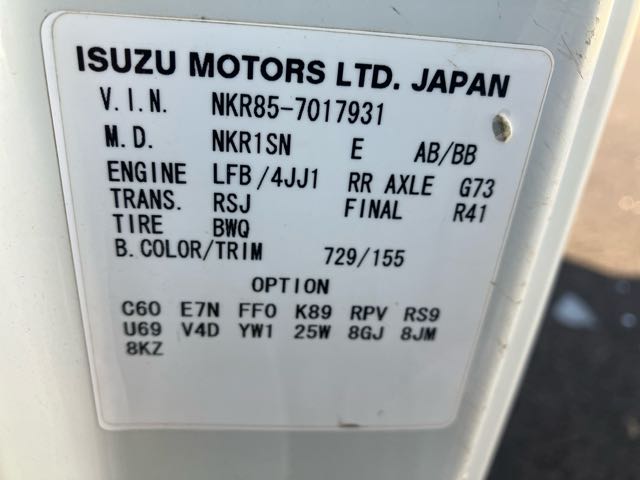 ISUZU MOTORS LTD. JAPAN
V.I.N. NKR85-7017931
M.D. NKR1SN E AB/BB
ENGINE LFB/4JJ1 RR AXLE G73
TRANS. RSJ FINAL R41
TIRE BWQ
B.COLOR/TRIM 729/155
OPTION
C60 E7N FF0 K89 RPV RS9
U69 V4D YW1 25W 8GJ 8JM
8KZ